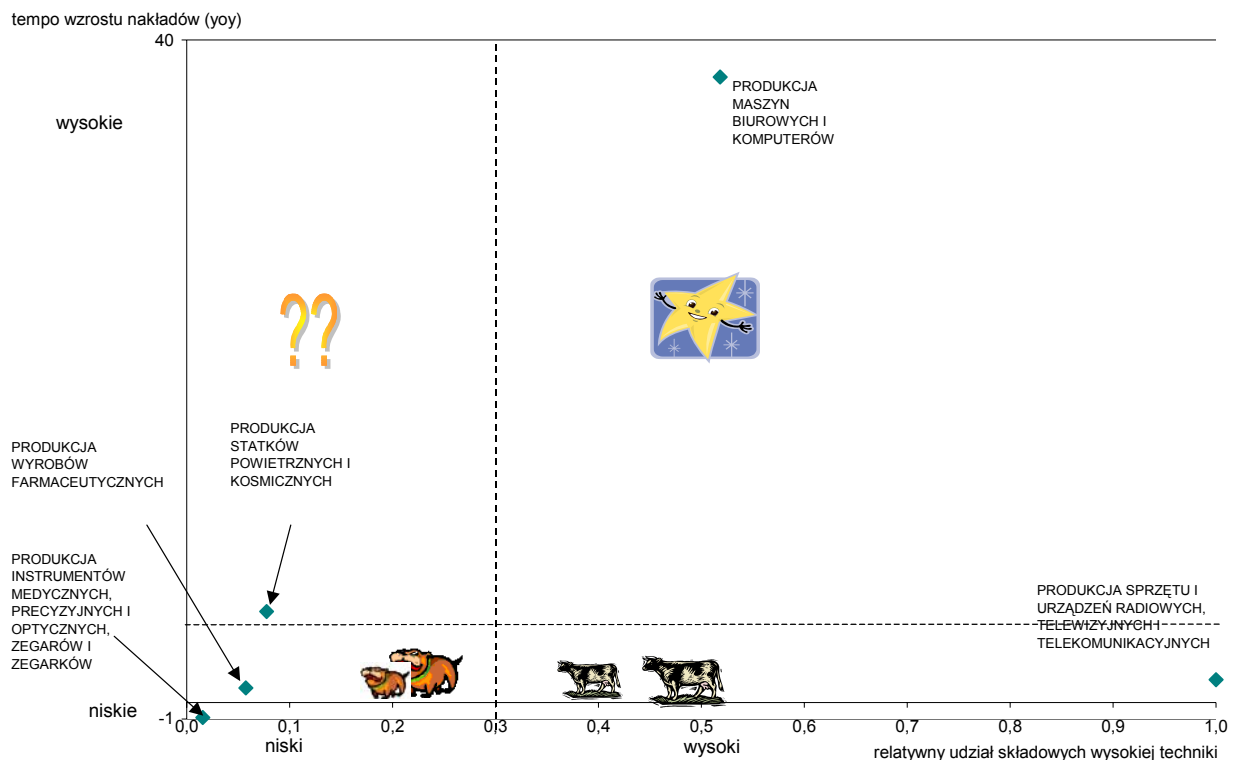 tempo wzrostu nakładów (yoy)
40
wysokie
PRODUKCJA
MASZYN
BIUROWYCH I
KOMPUTERÓW
??
PRODUKCJA
STATKÓW
POWIETRZNYCH I
KOSMICZNYCH
PRODUKCJA
WYROBÓW
FARMACEUTYCZNYCH
PRODUKCJA
INSTRUMENTÓW
MEDYCZNYCH,
PRECYZYJNYCH I
OPTYCZNYCH,
ZEGARÓW I
ZEGARKÓW
PRODUKCJA SPRZĘTU I
URZĄDZEŃ RADIOWYCH,
TELEWIZYJNYCH I
TELEKOMUNIKACYJNYCH
niskie
-1
0,0 0,1 0,2 0,3 0,4 0,5 0,6 0,7 0,8 0,9 1,0
niski wysoki
relatywny udział składowych wysokiej techniki